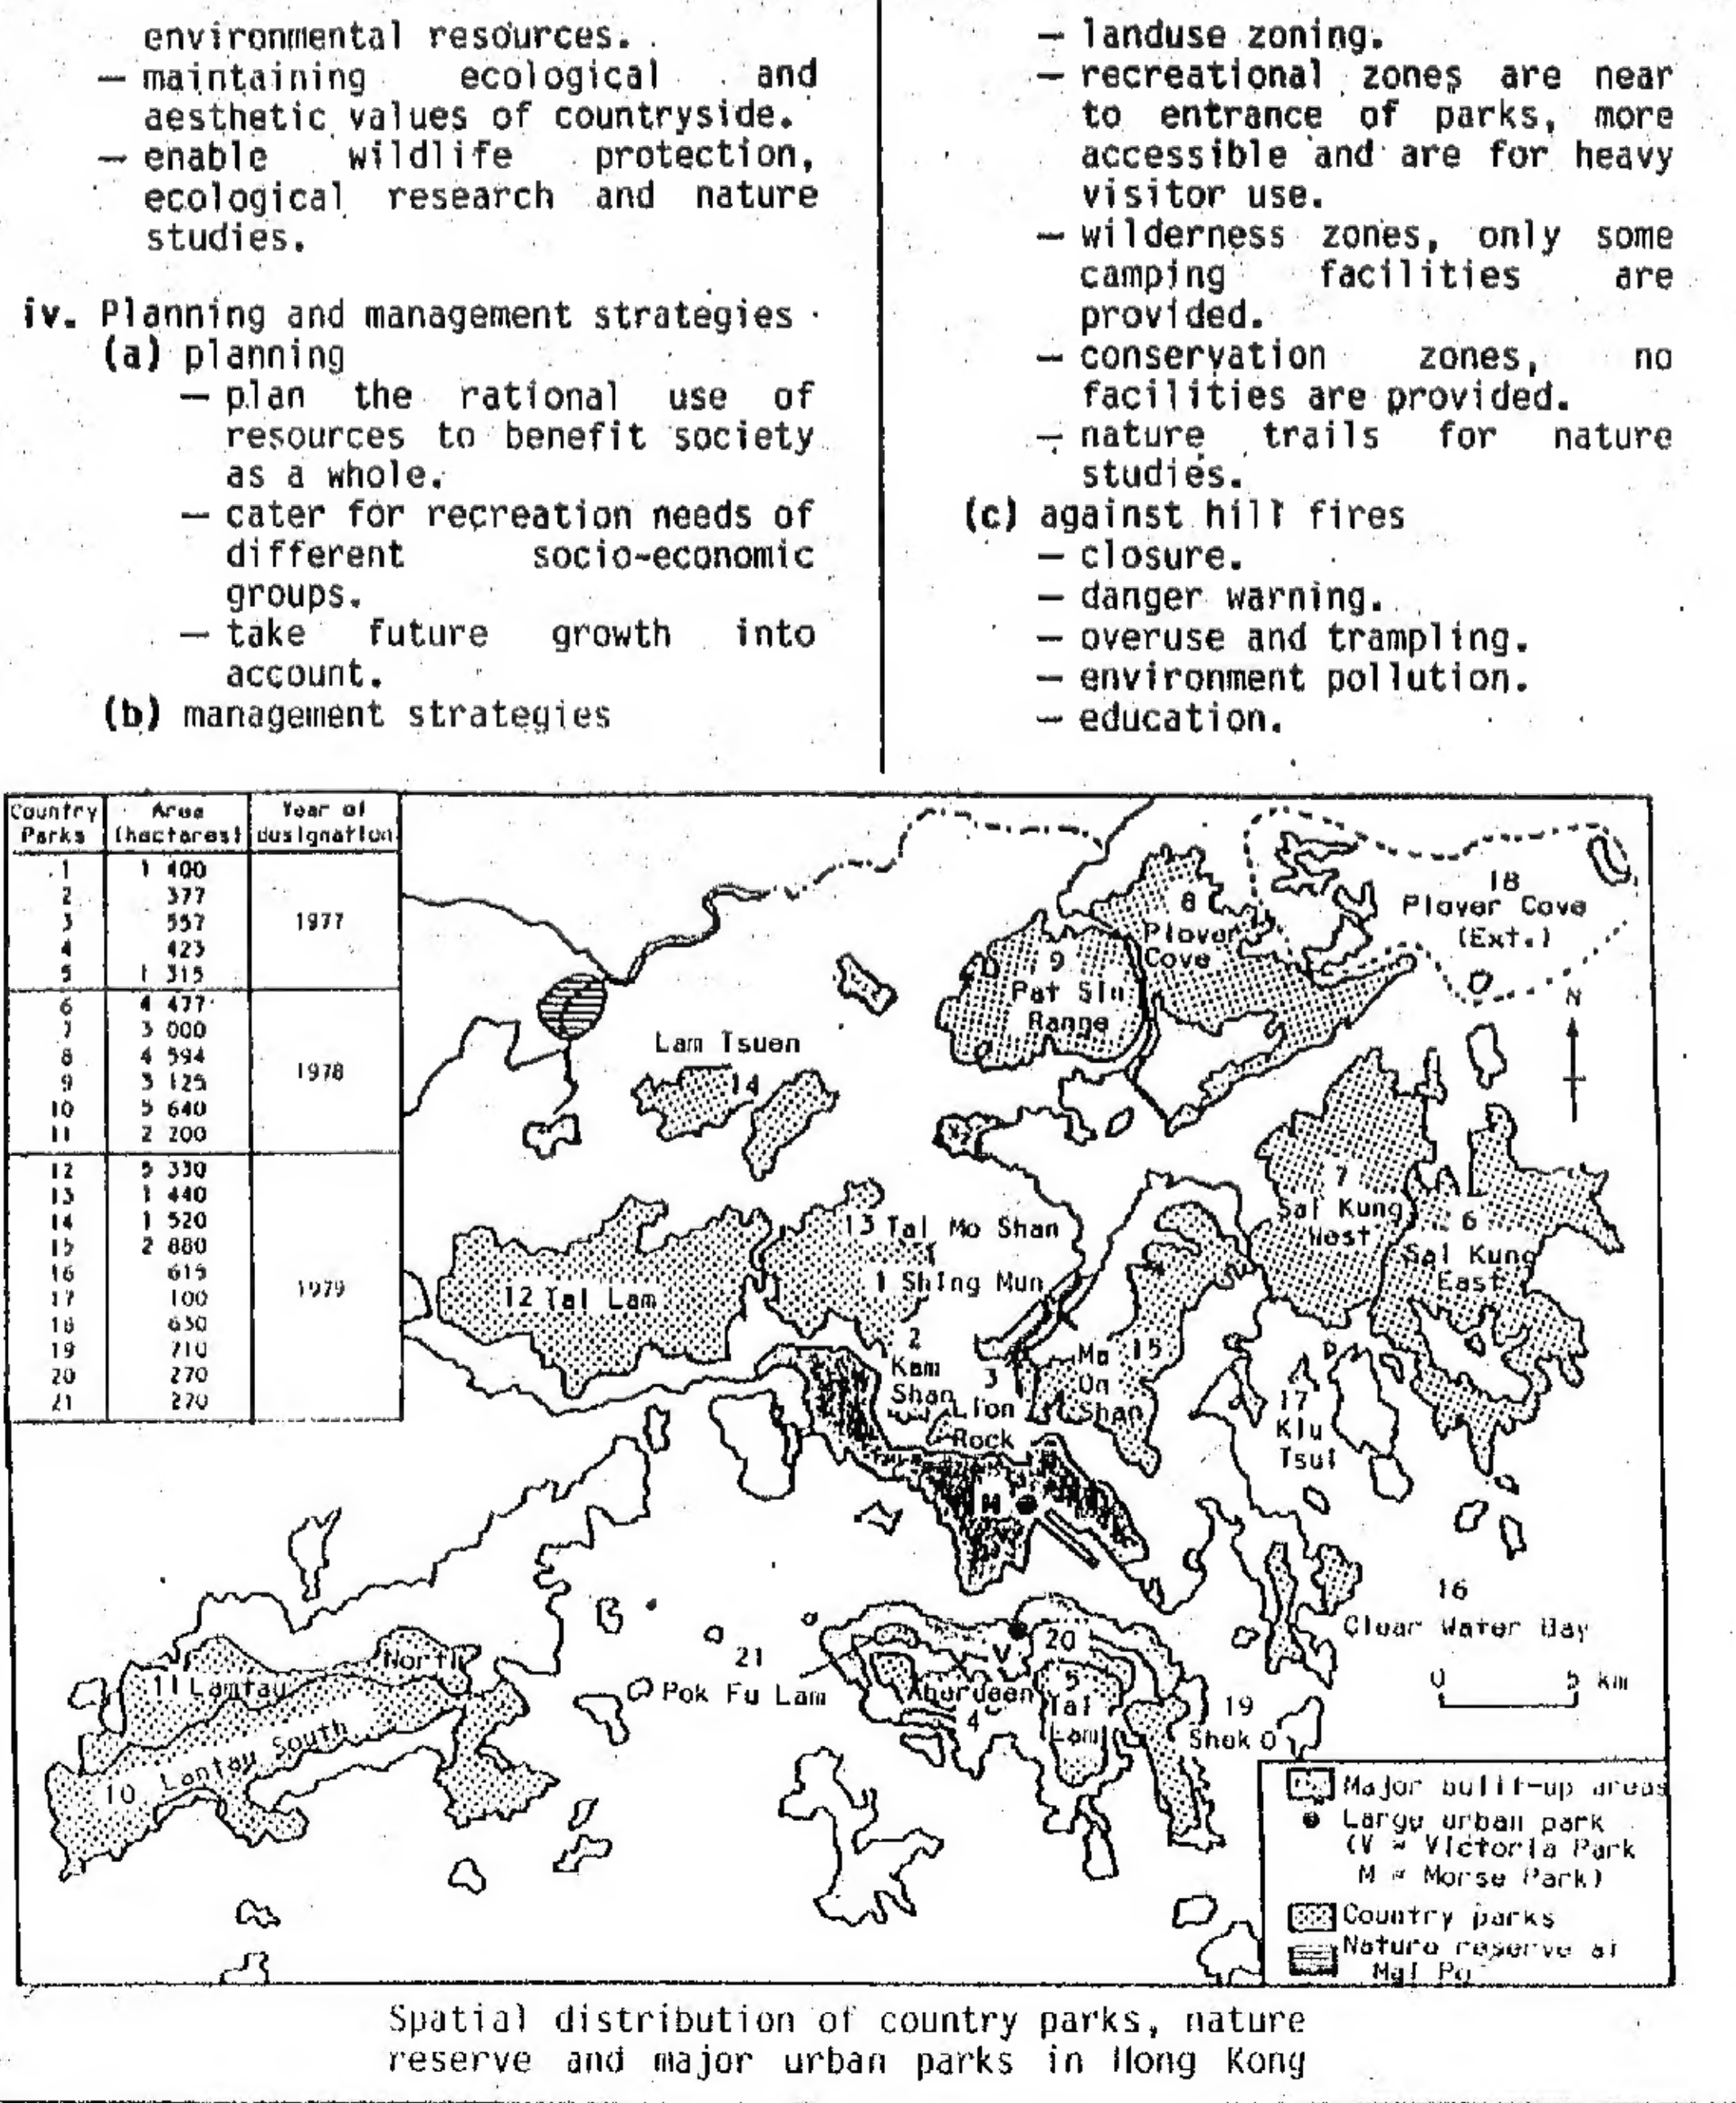 environmental resources.
— maintaining ecological and
aesthetic values of countryside.
— enable wildlife protection,
ecological research and nature
studies.
iv. Planning and management strategies
(a) planning
— plan the rational use of
resources to benefit society
as a whole.
— cater for recreation needs of
different socio-economic
groups.
— take future growth into
account.
(b) management strategies
— landuse zoning.
— recreational zones are near
to entrance of parks, more
accessible and are for heavy
visitor use.
— wilderness zones, only some
camping facilities are
provided.
— conservation zones, no
facilities are provided.
— nature trails for nature
studies.
(c) against hill fires
— closure.
— danger warning.
— overuse and trampling.
— environment pollution.
— education.
Country Parks Area (hectares) Year of dusignation
1 1 400
2 377
3 557 1977
4 423
5 1 315
6 4 477
7 3 000
8 4 594 1978
9 3 125
10 5 640
11 2 200
12 5 330
13 1 440
14 1 520
15 2 880
16 615 1979
17 100
18 630
19 710
20 270
21 270
18
Plover Cove
(Ext.)
8
Plover
Cove
9
Pat Sin
Range
N
Lam Tsuen
14
7
Sai Kung
West
6
Sai Kung
East
13 Tai Mo Shan
1 Shing Mun
12 Tai Lam
2
Kam
Shan
3
Lion
Rock
Ma 15
On
Shan
17
Kiu
Tsui
M
16
Clear Water Bay
0 5 km
21
Pok Fu Lam
V
20
Aberdeen
4
5
Tai
Lam
19
Shek O
11 Lantau North
10 Lantau South
Major built-up areas
Large urban park
(V = Victoria Park
M = Morse Park)
Country parks
Nature reserve at
Mai Po
Spatial distribution of country parks, nature
reserve and major urban parks in Hong Kong